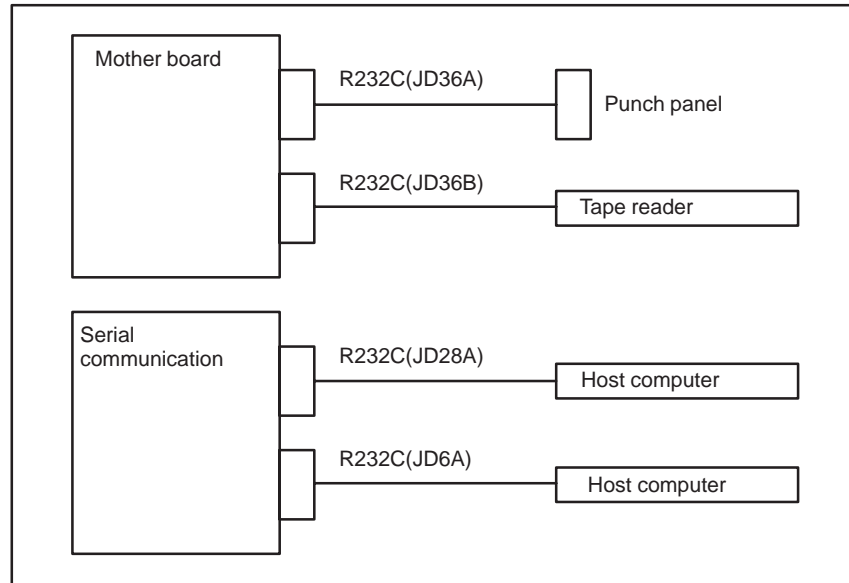 Mother board
R232C(JD36A)
Punch panel
R232C(JD36B)
Tape reader
Serial
communication
R232C(JD28A)
Host computer
R232C(JD6A)
Host computer